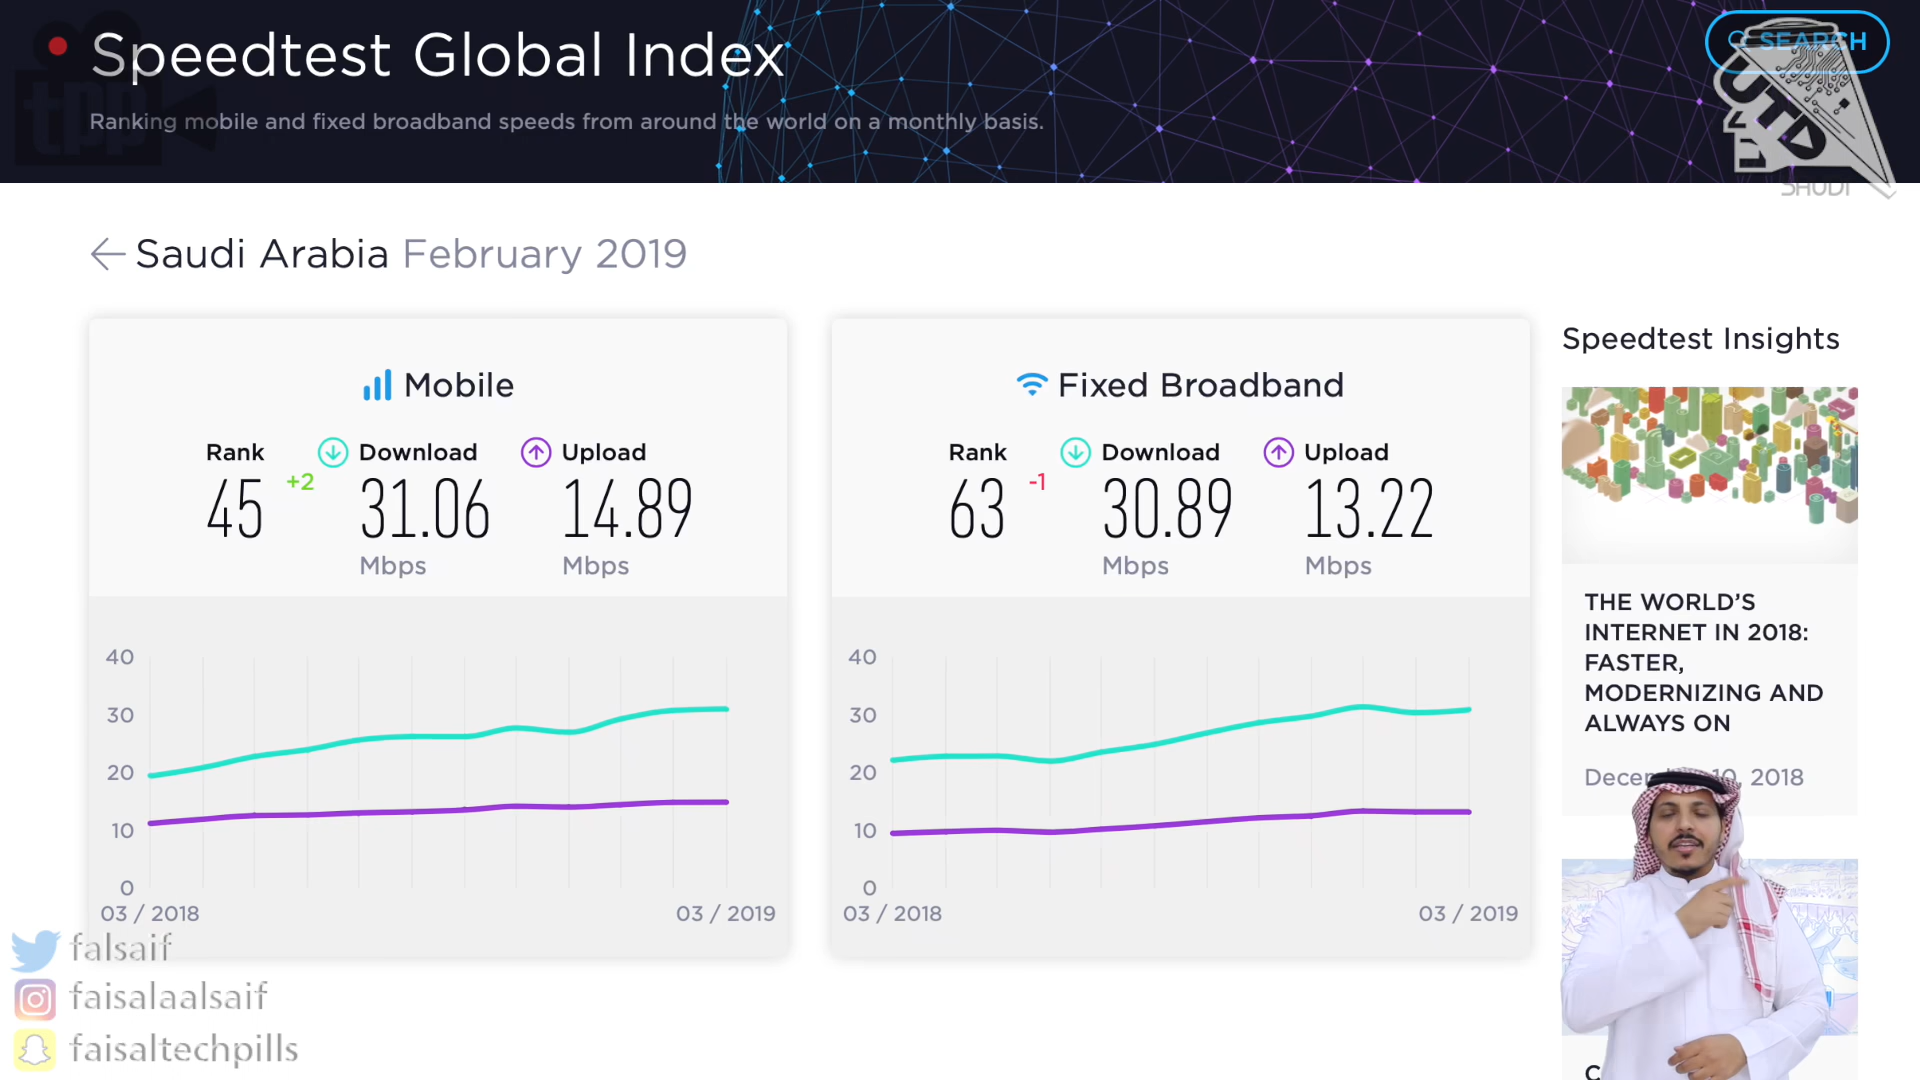 Speedtest Global Index
SEARCH
Ranking mobile and fixed broadband speeds from around the world on a monthly basis.
tpp
SAUDI
Saudi Arabia February 2019
Mobile
Rank Download Upload
45 +2 31.06 14.89
Mbps Mbps
40
30
20
10
0
03 / 2018 03 / 2019
Fixed Broadband
Rank Download Upload
63 -1 30.89 13.22
Mbps Mbps
40
30
20
10
0
03 / 2018 03 / 2019
Speedtest Insights
THE WORLD’S
INTERNET IN 2018:
FASTER,
MODERNIZING AND
ALWAYS ON
10, 2018
falsaif
faisalaalsaif
faisaltechpills